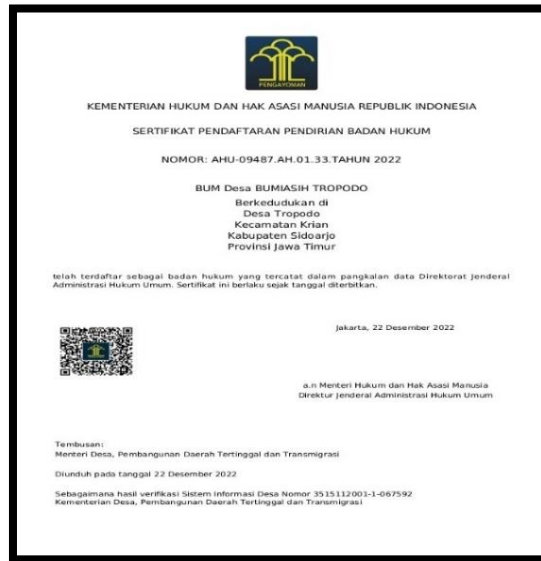 PENGAYOMAN
KEMENTERIAN HUKUM DAN HAK ASASI MANUSIA REPUBLIK INDONESIA
SERTIFIKAT PENDAFTARAN PENDIRIAN BADAN HUKUM
NOMOR: AHU-09487.AH.01.33.TAHUN 2022
BUM Desa BUMIASIH TROPODO
Berkedudukan di
Desa Tropodo
Kecamatan Krian
Kabupaten Sidoarjo
Provinsi Jawa Timur
telah terdaftar sebagai badan hukum yang tercatat dalam pangkalan data Direktorat Jenderal
Administrasi Hukum Umum. Sertifikat ini berlaku sejak tanggal diterbitkan.
Jakarta, 22 Desember 2022
a.n Menteri Hukum dan Hak Asasi Manusia
Direktur Jenderal Administrasi Hukum Umum
Tembusan:
Menteri Desa, Pembangunan Daerah Tertinggal dan Transmigrasi
Diunduh pada tanggal 22 Desember 2022
Sebagaimana hasil verifikasi Sistem Informasi Desa Nomor 3515112001-1-067592
Kementerian Desa, Pembangunan Daerah Tertinggal dan Transmigrasi